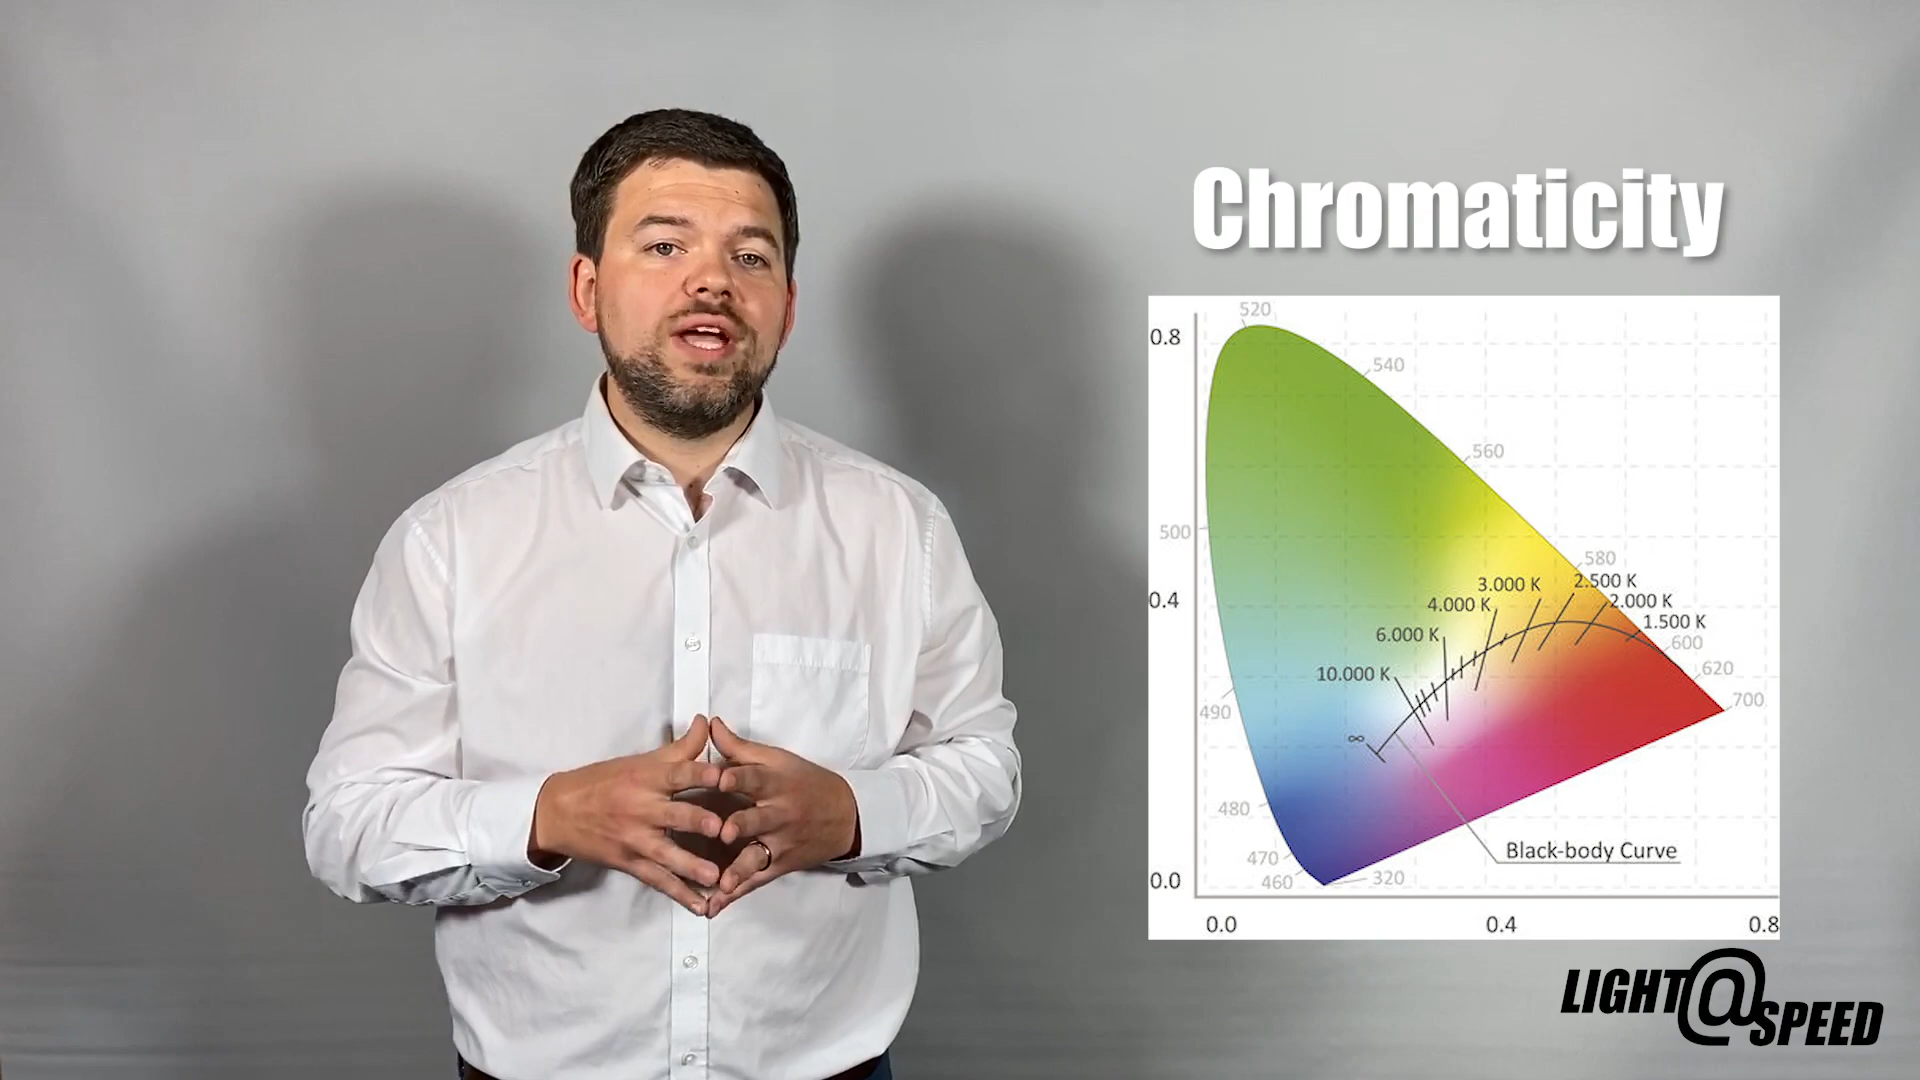 Chromaticity
520
0.8
540
560
500
580
3.000 K
2.500 K
0.4
4.000 K
2.000 K
1.500 K
6.000 K
600
620
10.000 K
700
490
∞
480
Black-body Curve
470
0.0
460
320
0.0
0.4
0.8
LIGHT@SPEED